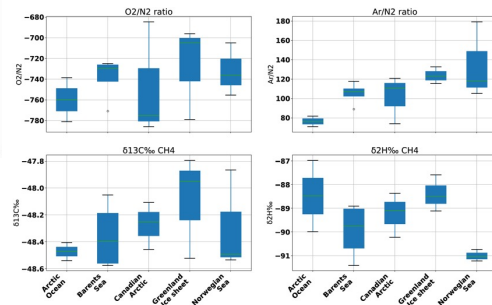 O2/N2 ratio
O2/N2
−680
−700
−720
−740
−760
−780
Ar/N2 ratio
Ar/N2
180
160
140
120
100
80
δ13C‰ CH4
δ13C‰
−47.8
−48.0
−48.2
−48.4
−48.6
Arctic Ocean
Barents Sea
Canadian Arctic
Greenland Ice sheet
Norwegian Sea
δ2H‰ CH4
δ2H‰
−87
−88
−89
−90
−91
Arctic Ocean
Barents Sea
Canadian Arctic
Greenland Ice sheet
Norwegian Sea